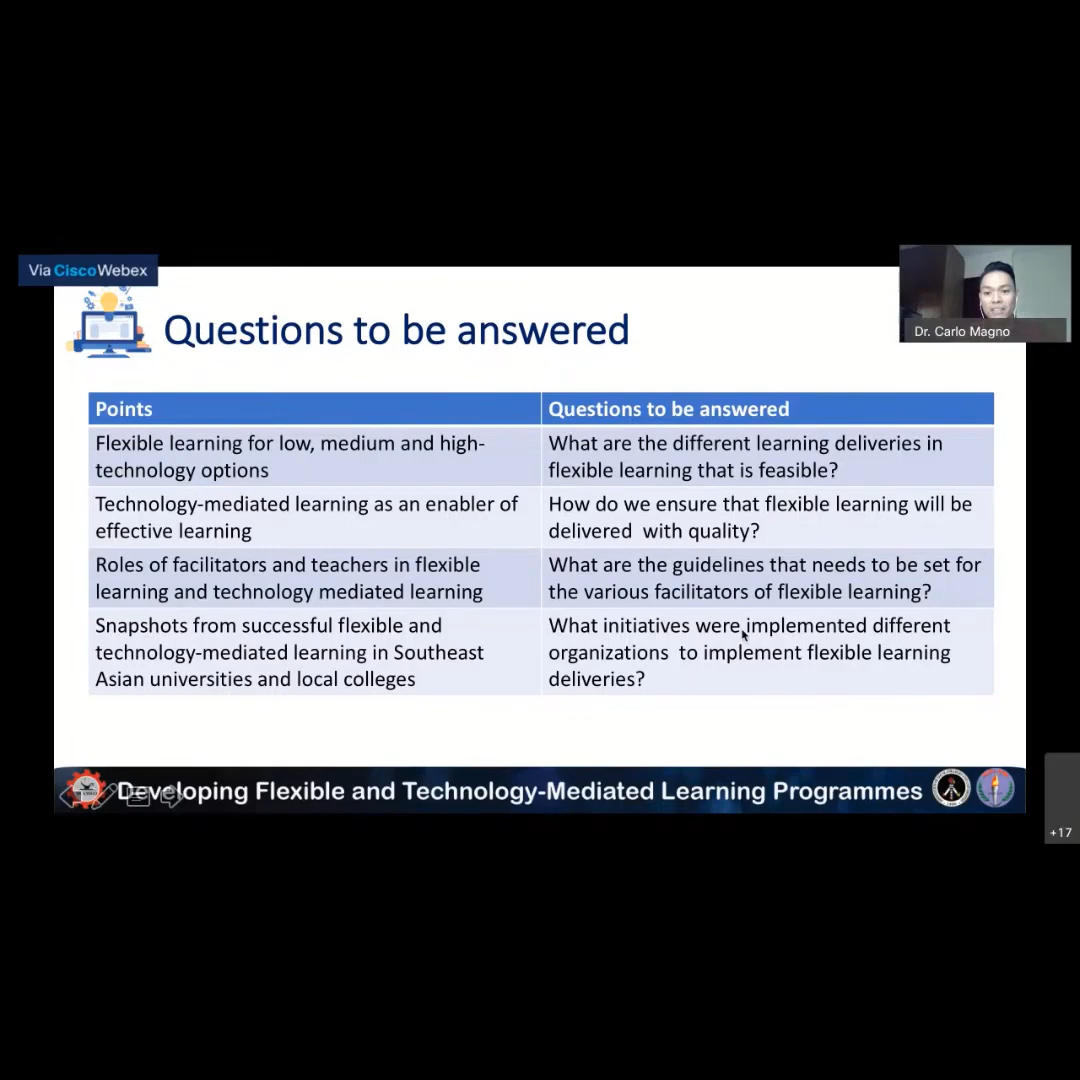 Via CiscoWebex
Dr. Carlo Magno
Questions to be answered
Points
Questions to be answered
Flexible learning for low, medium and high-
technology options
What are the different learning deliveries in
flexible learning that is feasible?
Technology-mediated learning as an enabler of
effective learning
How do we ensure that flexible learning will be
delivered  with quality?
Roles of facilitators and teachers in flexible
learning and technology mediated learning
What are the guidelines that needs to be set for
the various facilitators of flexible learning?
Snapshots from successful flexible and
technology-mediated learning in Southeast
Asian universities and local colleges
What initiatives were implemented different
organizations  to implement flexible learning
deliveries?
Developing Flexible and Technology-Mediated Learning Programmes
+17